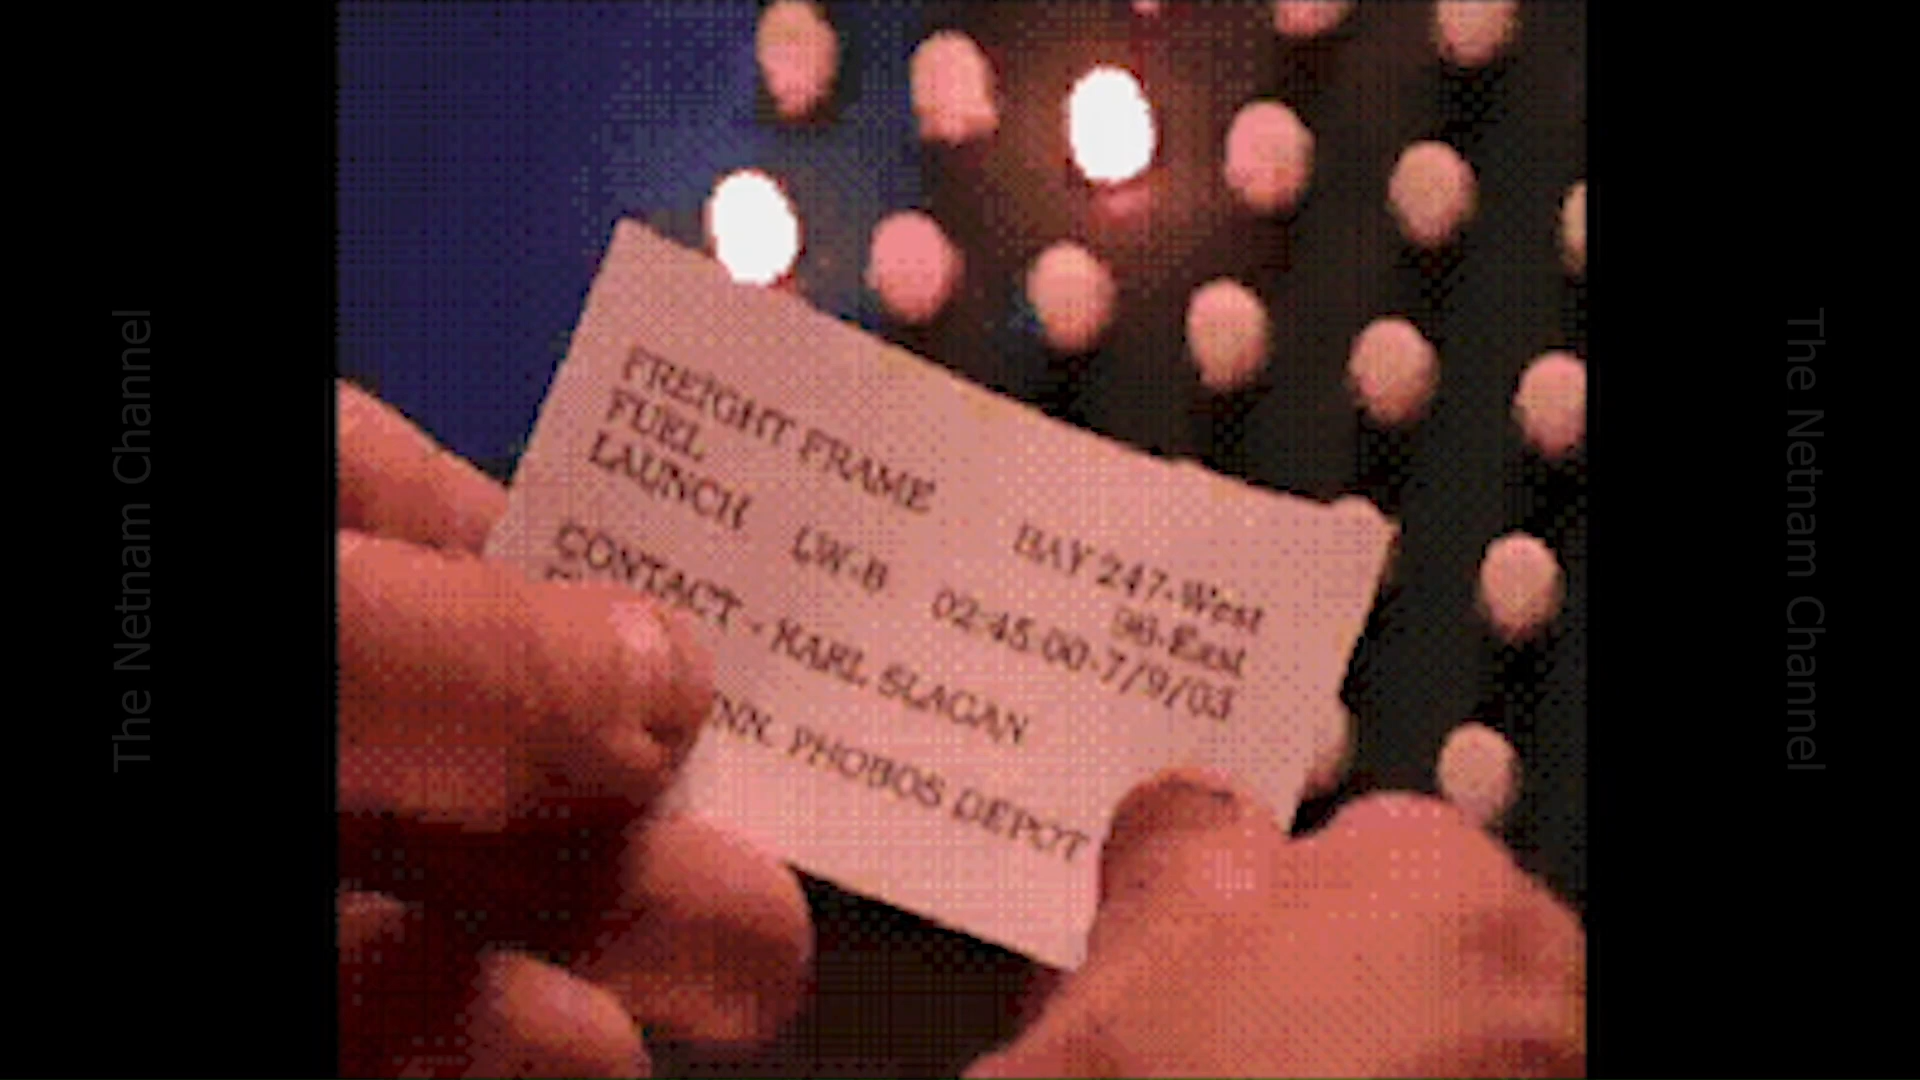 The Netnam Channel
FREIGHT FRAME BAY 247-West
FUEL 96-East
LAUNCH LW-B 02:45:00-7/9/03
CONTACT - KARL SLAGAN
PHOBOS DEPOT
The Netnam Channel